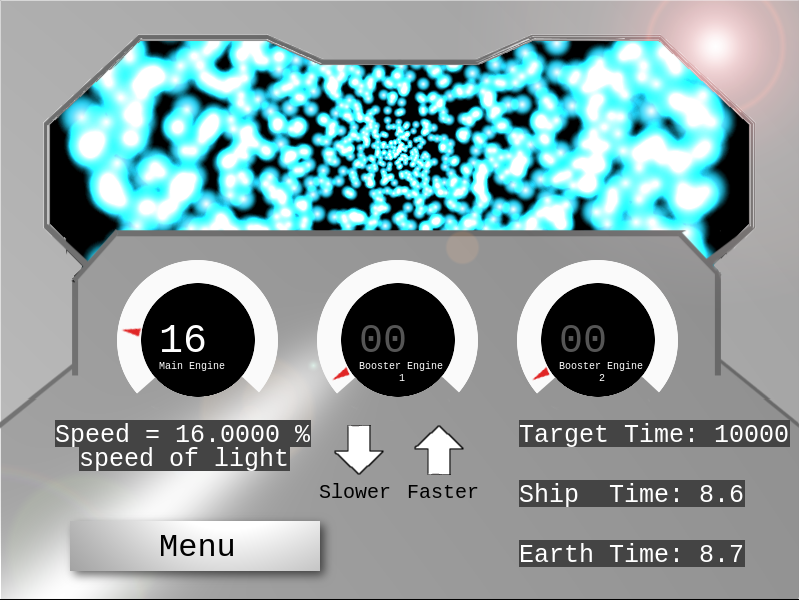 16
Main Engine
00
Booster Engine
1
00
Booster Engine
2
Speed = 16.0000 %
speed of light
Slower
Faster
Target Time: 10000
Ship  Time: 8.6
Earth Time: 8.7
Menu